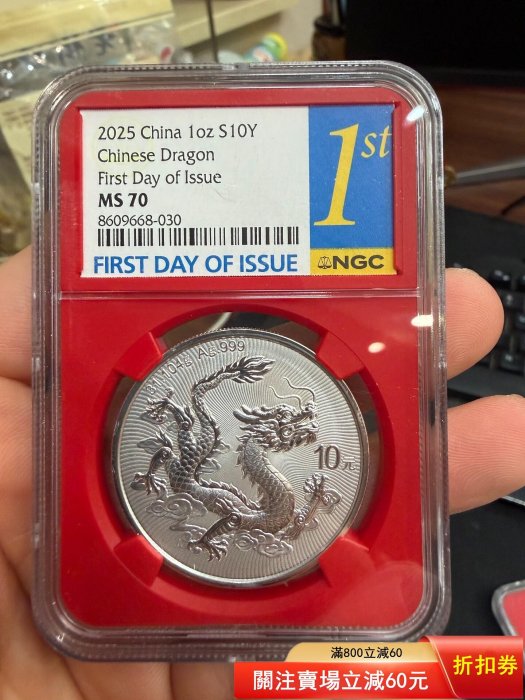 2025 China 1oz S10Y
Chinese Dragon
First Day of Issue
MS 70
8609668-030
1st
FIRST DAY OF ISSUE
NGC
Ag 999
10元
滿800立減60
關注賣場立減60元
折扣券